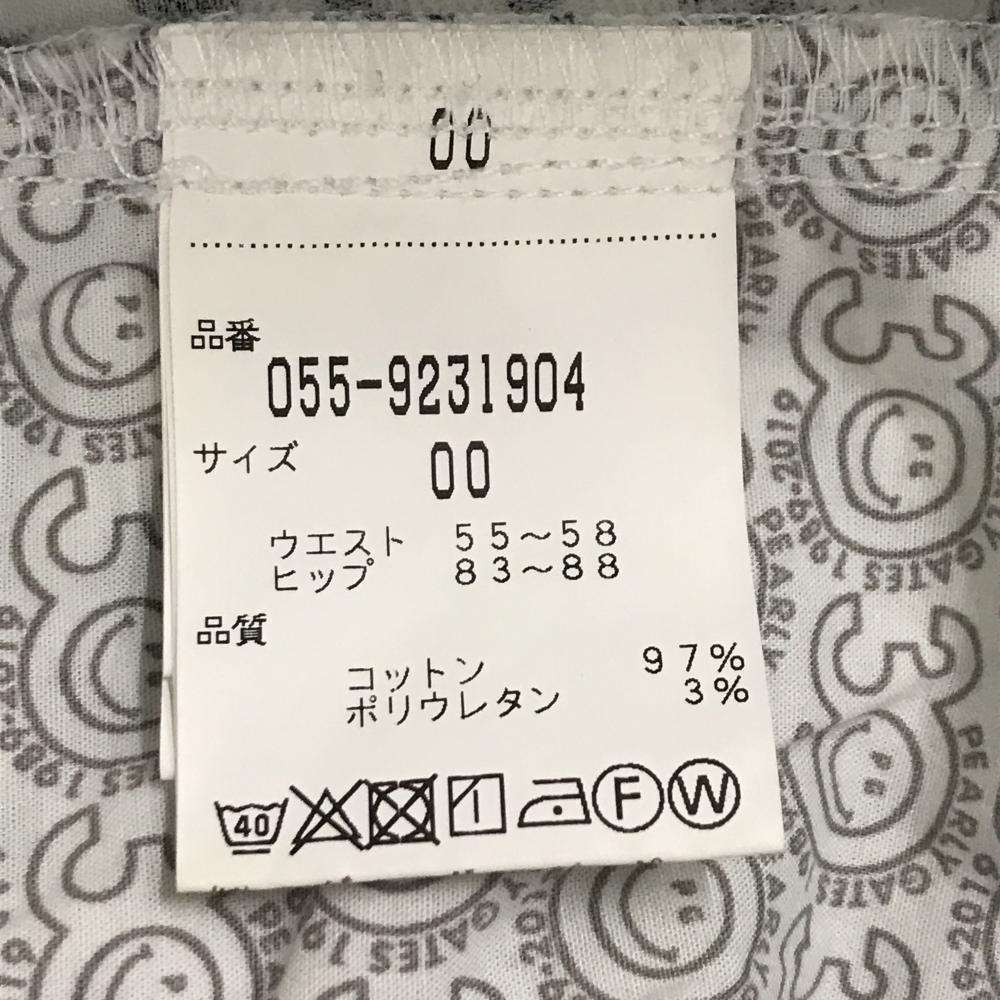 00
品番
055-9231904
サイズ
00
ウエスト 55〜58
ヒップ 83〜88
品質
コットン 97%
ポリウレタン 3%
40
F
W
30
PEARLY GATES 1989-2019